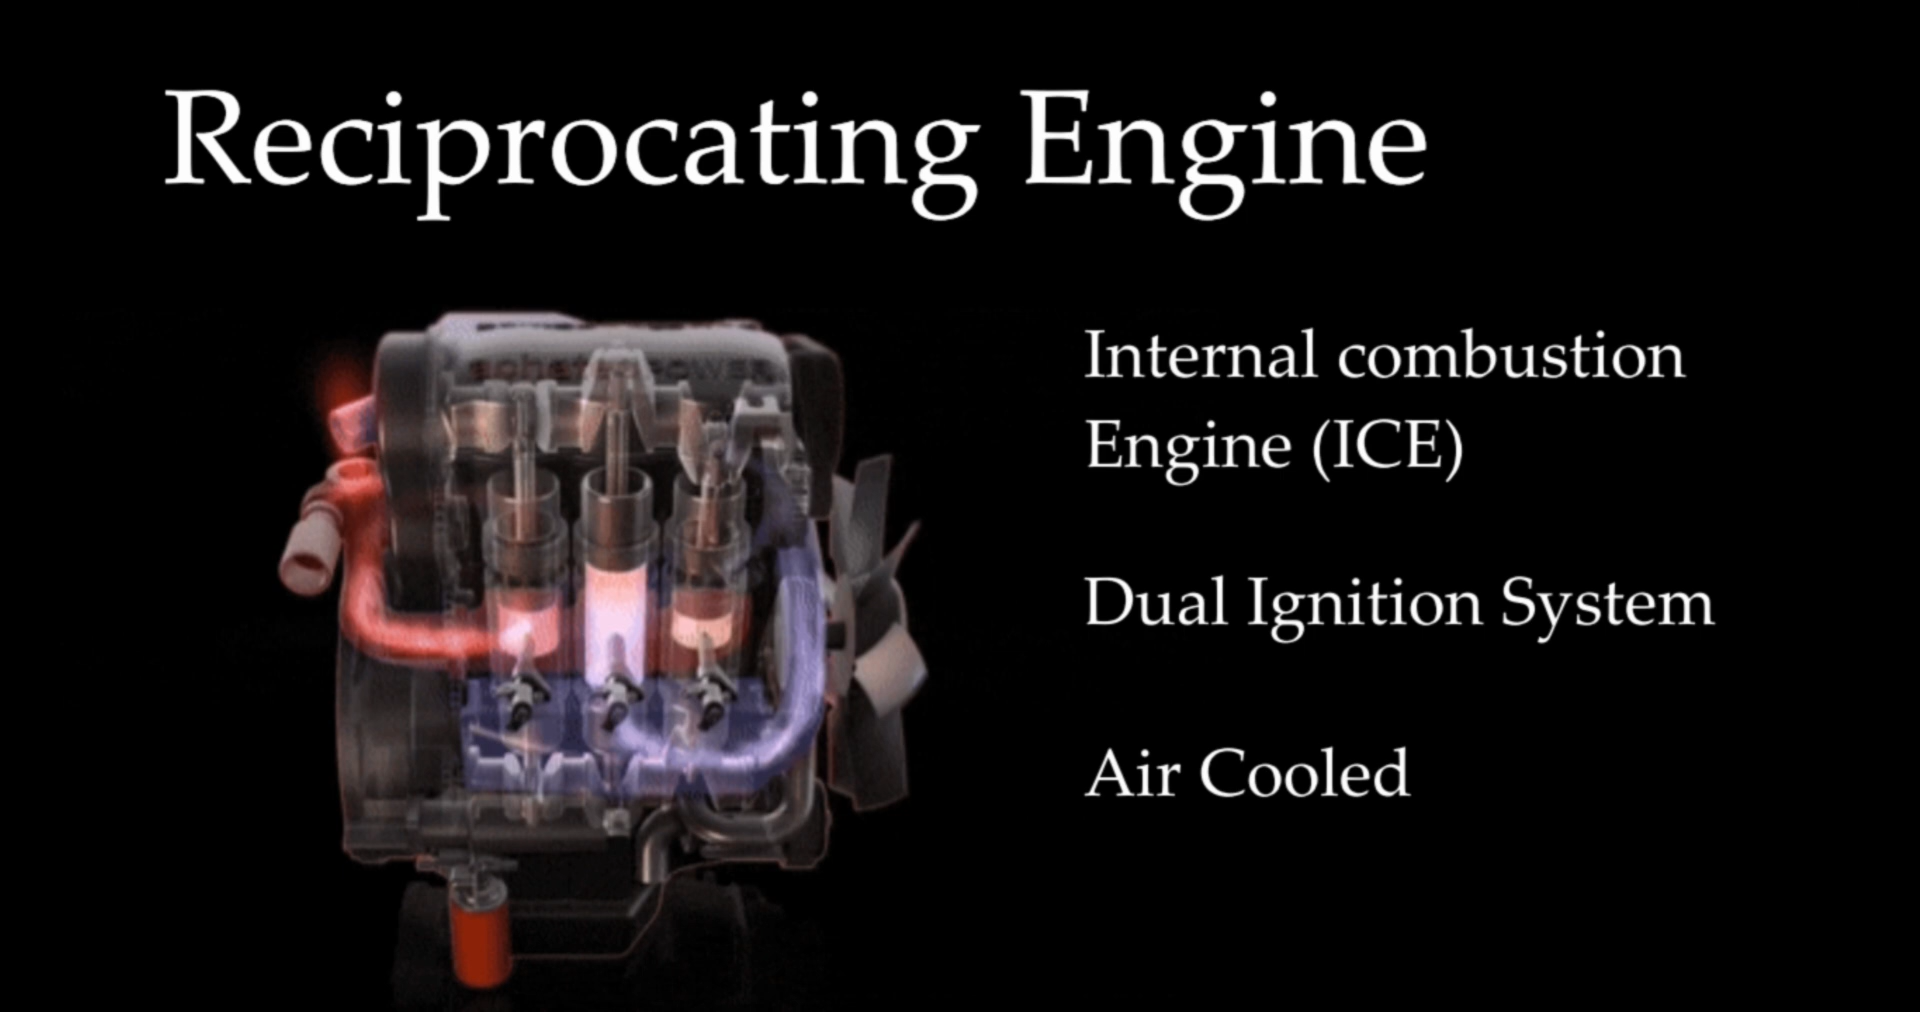 Reciprocating Engine
Internal combustion
Engine (ICE)
Dual Ignition System
Air Cooled